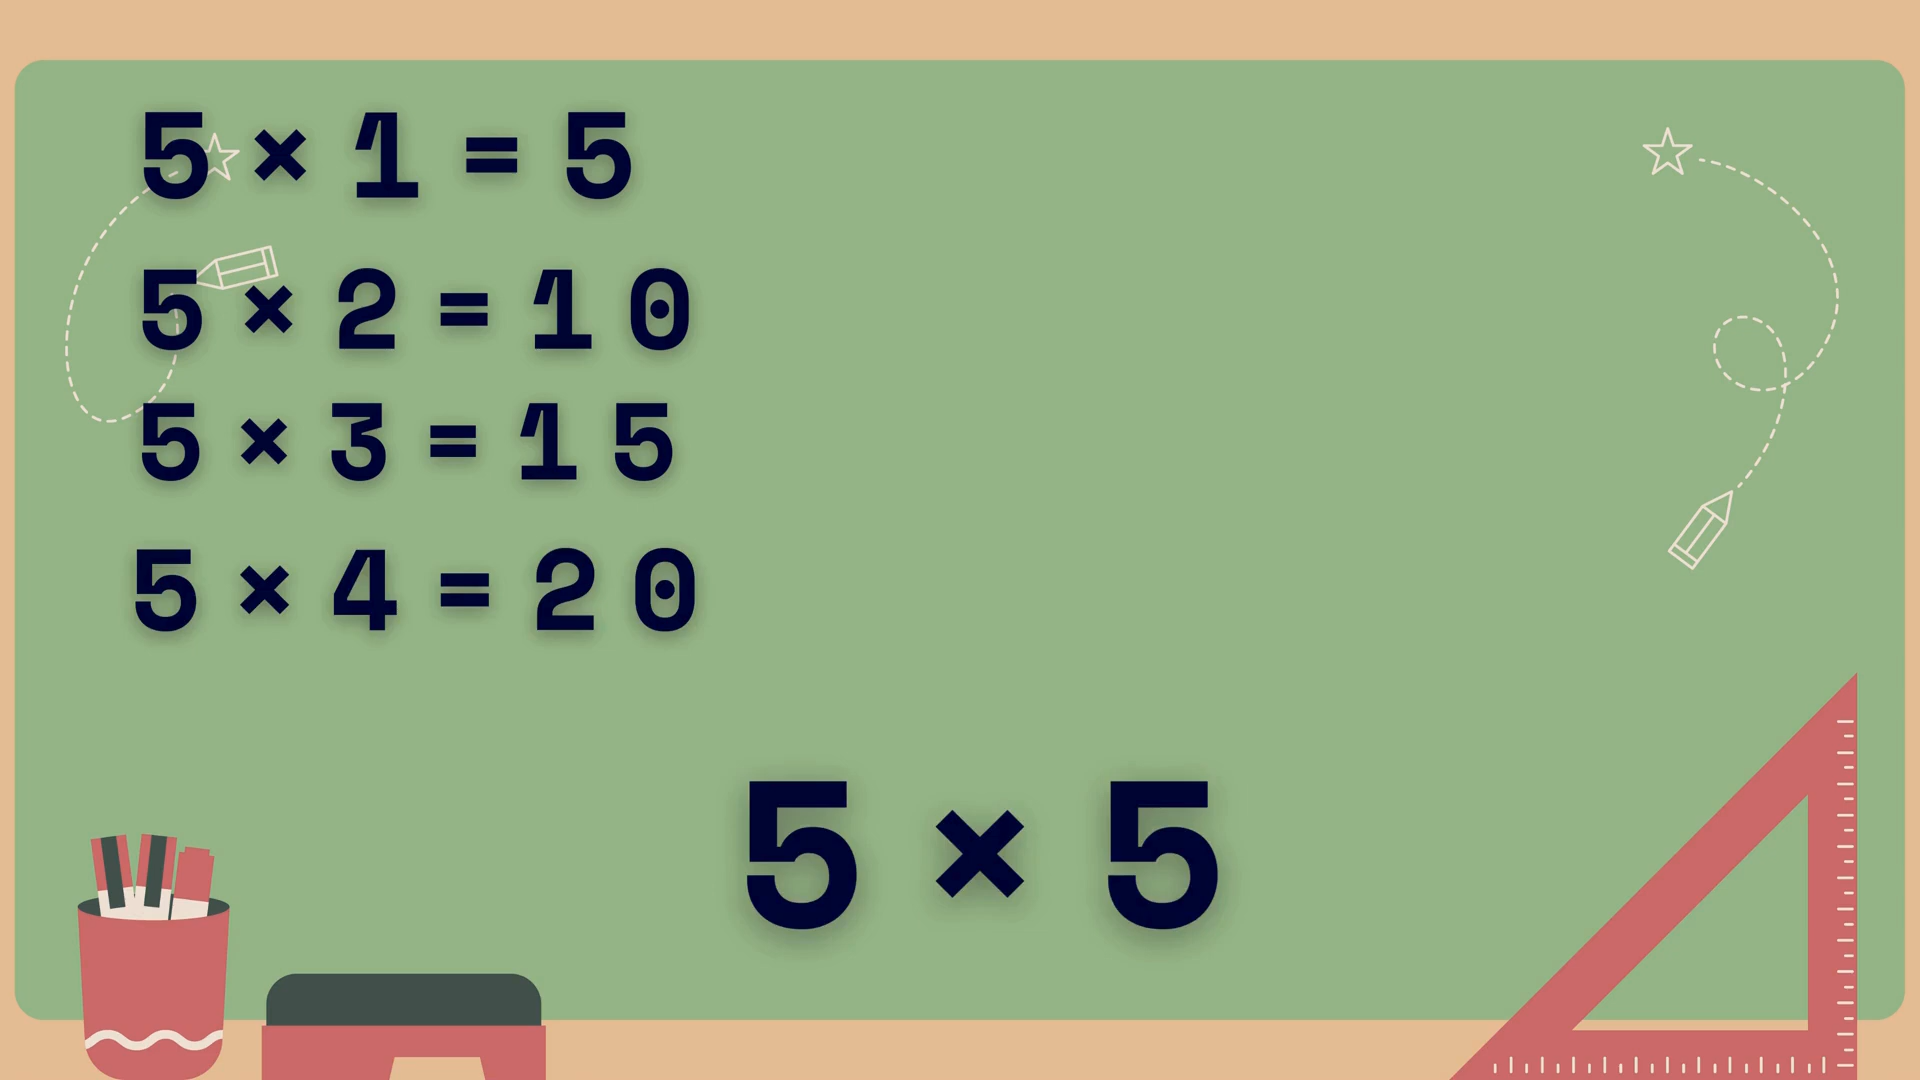 5 × 1 = 5
5 × 2 = 10
5 × 3 = 15
5 × 4 = 20
5 × 5